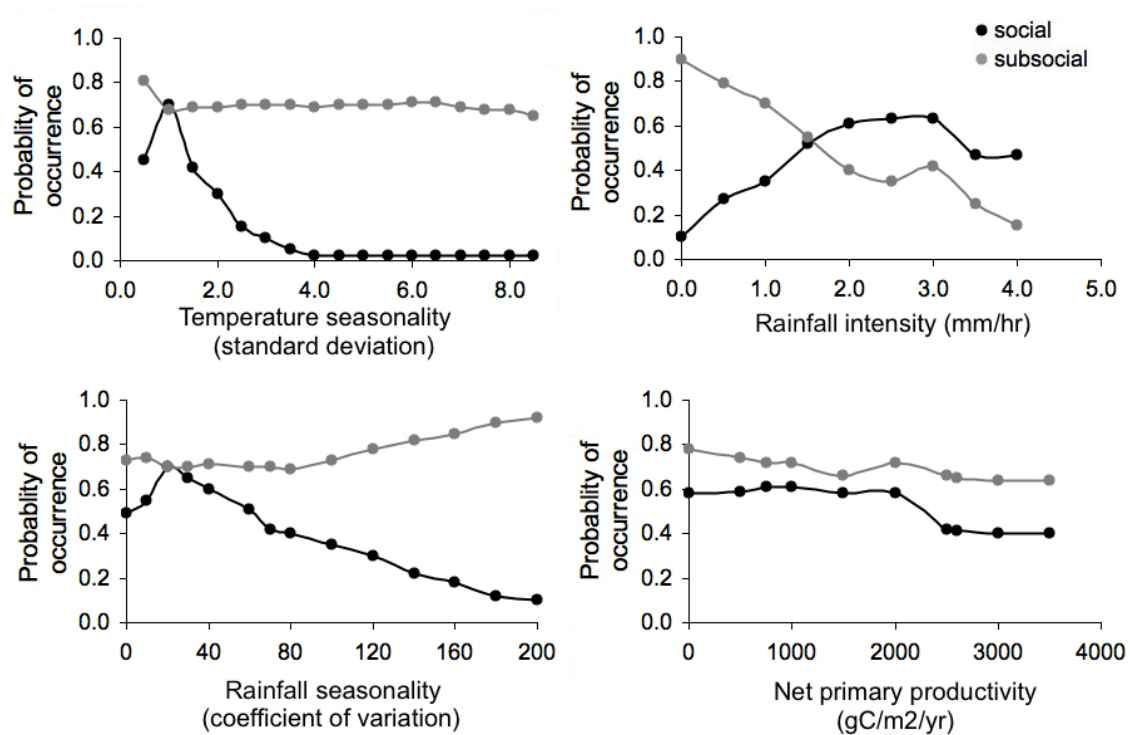 1.0
0.8
0.6
0.4
0.2
0.0
Probablity of
occurrence
0.0 2.0 4.0 6.0 8.0
Temperature seasonality
(standard deviation)
social
subsocial
1.0
0.8
0.6
0.4
0.2
0.0
Probablity of
occurrence
0.0 1.0 2.0 3.0 4.0 5.0
Rainfall intensity (mm/hr)
1.0
0.8
0.6
0.4
0.2
0.0
Probablity of
occurrence
0 40 80 120 160 200
Rainfall seasonality
(coefficient of variation)
1.0
0.8
0.6
0.4
0.2
0.0
Probablity of
occurrence
0 1000 2000 3000 4000
Net primary productivity
(gC/m2/yr)